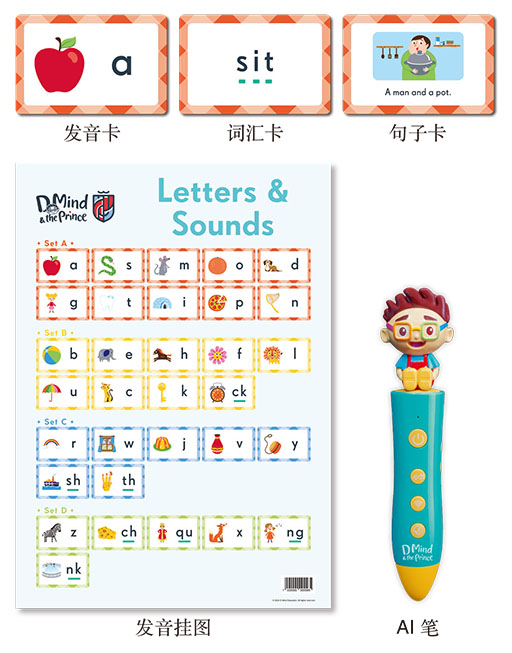 a
sit
A man and a pot.
发音卡
词汇卡
句子卡
D Mind
& the Prince
Letters &
Sounds
• Set A •
a s m o d
g t i p n
• Set B •
b e h f l
u c k ck
• Set C •
r w j v y
sh th
• Set D •
z ch qu x ng
nk
D Mind
& the Prince
发音挂图
AI 笔